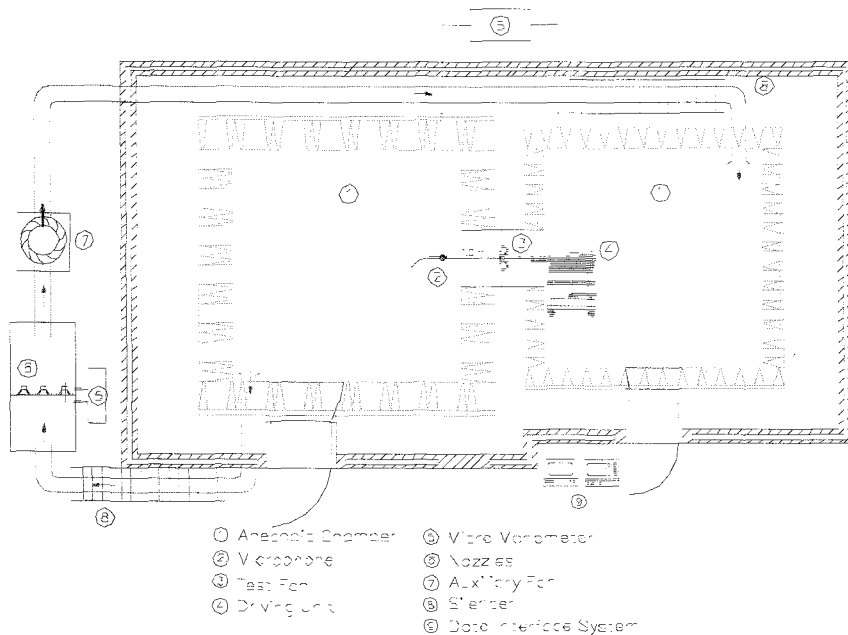 ① Anechoic Chamber
② Microphone
③ Test Fan
④ Driving Unit
⑤ Micro Manometer
⑥ Nozzles
⑦ Auxiliary Fan
⑧ Silencer
⑨ Data Interface System